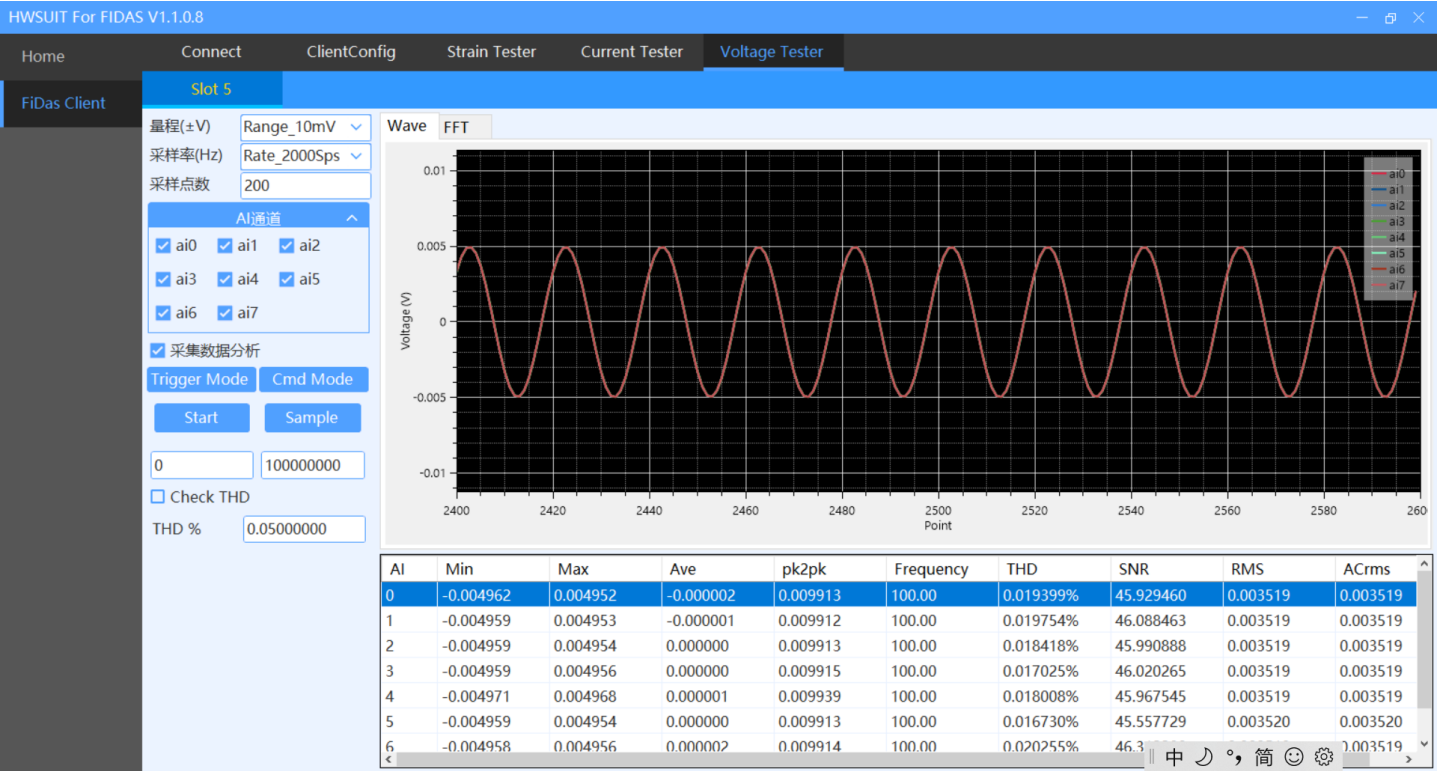 HWSUIT For FIDAS V1.1.0.8
Home
Connect ClientConfig Strain Tester Current Tester Voltage Tester
FiDas Client
Slot 5
量程(±V) Range_10mV
采样率(Hz) Rate_2000Sps
采样点数 200
AI通道
ai0 ai1 ai2
ai3 ai4 ai5
ai6 ai7
采集数据分析
Trigger Mode Cmd Mode
Start Sample
0 100000000
Check THD
THD % 0.05000000
Wave FFT
0.01
0.005
0
-0.005
-0.01
Voltage (V)
ai0
ai1
ai2
ai3
ai4
ai5
ai6
ai7
2400 2420 2440 2460 2480 2500 2520 2540 2560 2580 260
Point
AI Min Max Ave pk2pk Frequency THD SNR RMS ACrms
0 -0.004962 0.004952 -0.000002 0.009913 100.00 0.019399% 45.929460 0.003519 0.003519
1 -0.004959 0.004953 -0.000001 0.009912 100.00 0.019754% 46.088463 0.003519 0.003519
2 -0.004959 0.004954 0.000000 0.009913 100.00 0.018418% 45.990888 0.003519 0.003519
3 -0.004959 0.004956 0.000000 0.009915 100.00 0.017025% 46.020265 0.003519 0.003519
4 -0.004971 0.004968 0.000001 0.009939 100.00 0.018008% 45.967545 0.003519 0.003519
5 -0.004959 0.004954 0.000000 0.009913 100.00 0.016730% 45.557729 0.003520 0.003520
6 -0.004958 0.004956 0.000002 0.009914 100.00 0.020255% 0.003519
中 简